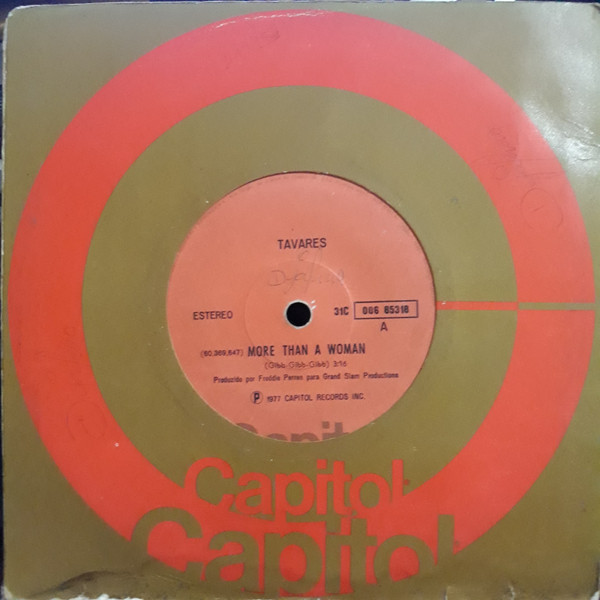 TAVARES
ESTEREO
31C 006 85318
A
(60,369,647) MORE THAN A WOMAN
(Gibb-Gibb-Gibb) 3:16
Producido por Freddie Perren para Grand Slam Productions
℗ 1977 CAPITOL RECORDS INC.
Capitol
Capitol
Capitol